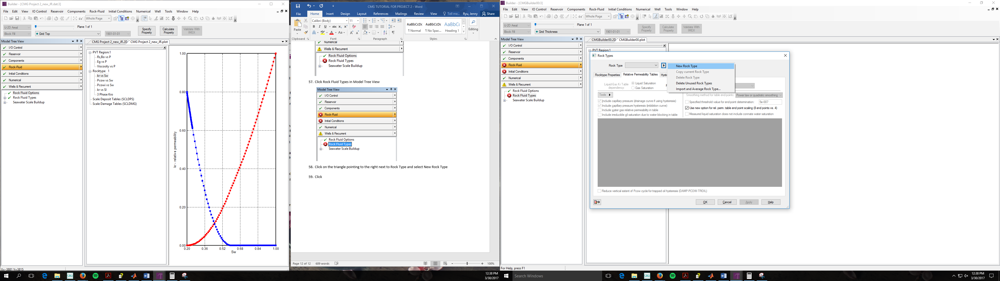 Builder - [CMG Project 2_new_JR.dat:3]
File Edit View IO Control Reservoir Components Rock-Fluid Initial Conditions Numerical Well Tools Window Help
Whole Page
IJ-2D Areal
Plane 1 of 1
Block Fill
Grid Top
1901-01-01
Specify Property
Calculate Property
Validate With IMEX
Model Tree View
I/O Control
Reservoir
Components
Rock-Fluid
Initial Conditions
Numerical
Wells & Recurrent
Rock Fluid Options
Rock Fluid Types
Seawater Scale Buildup
CMG Project 2_new_JR.2D
CMG Project 2_new_JR.plot
PVT Region:1
Rs,Bo vs P
Eg vs P
Viscosity vs P
Rocktype 1
kr vs Sw
Pcow vs Sw
Pcowi vs Sw
kr vs Sl
3 Phase Kro
Scale Deposit Tables (SCLDPS)
Scale Damage Tables (SCLDMG)
1.00
0.80
0.60
0.40
0.20
0.00
kr - relative permeability
0.20 0.36 0.52 0.68 0.84 1.00
Sw
X=-3881 Y=3815
CMG TUTORIAL FOR PROJECT 2 - Word
File Home Insert Design Layout References Mailings Review View Tell me... Ryu, Jenny Share
Paste
Calibri (Body) 11
AaBbCcDc AaBbCcDc AaBbCc
¶ Normal ¶ No Spac... Heading 1
Editing
Clipboard Font Paragraph Styles
Numerical
Wells & Recurrent
Rock Fluid Options
Rock Fluid Types
Seawater Scale Buildup
57. Click Rock Fluid Types in Model Tree View
Model Tree View
I/O Control
Reservoir
Components
Rock-Fluid
Initial Conditions
Numerical
Wells & Recurrent
Rock Fluid Options
Rock Fluid Types
Seawater Scale Buildup
58. Click on the triangle pointing to the right next to Rock Type and select New Rock Type
59. Click
Page 12 of 12 609 words
100%
12:38 PM
3/30/2017
Builder - [CMGBuilder00:3]
File Edit View IO Control Reservoir Components Rock-Fluid Initial Conditions Numerical Well Tools Window Help
Whole Page
IJ-2D Areal
Plane 1 of 1
Block Fill
Grid Thickness
1901-01-01
Specify Property
Calculate Property
Validate With IMEX
Model Tree View
I/O Control
Reservoir
Components
Rock-Fluid
Initial Conditions
Numerical
Wells & Recurrent
Rock Fluid Options
Rock Fluid Types
Seawater Scale Buildup
CMGBuilder00.2D
CMGBuilder00.plot
PVT Region:1
Rock Types
Rock Type
New Rock Type
Copy current Rock Type
Delete Rock Type
Delete Unused Rock Types
Import and Average Rock Type...
Rocktype Properties
Relative Permeability Tables
Hyste
Liquid-Gas Kr Table dependency:
Liquid Saturation
Gas Saturation
Tools
Smoothing method for table end-points:
Power law or quadratic smoothing
Include capillary pressure (drainage curve if using hysteresis)
Include capillary pressure hysteresis (imbibition curve)
Include water gas relative permeability in table
Include irreducible oil saturation due to water blocking in table
Specified threshold value for end-point determination:
5e-007
Use new option for rel. perm. table end point scaling (8 end points vs. 4)
Measured liquid saturation does not include connate water saturation
Reduce vertical extent of Pcow cycle for trapped oil hysteresis (DAMP-PCOW-TROIL)
OK Cancel Apply Help
For Help, press F1
Search Windows
12:38 PM
3/30/2017